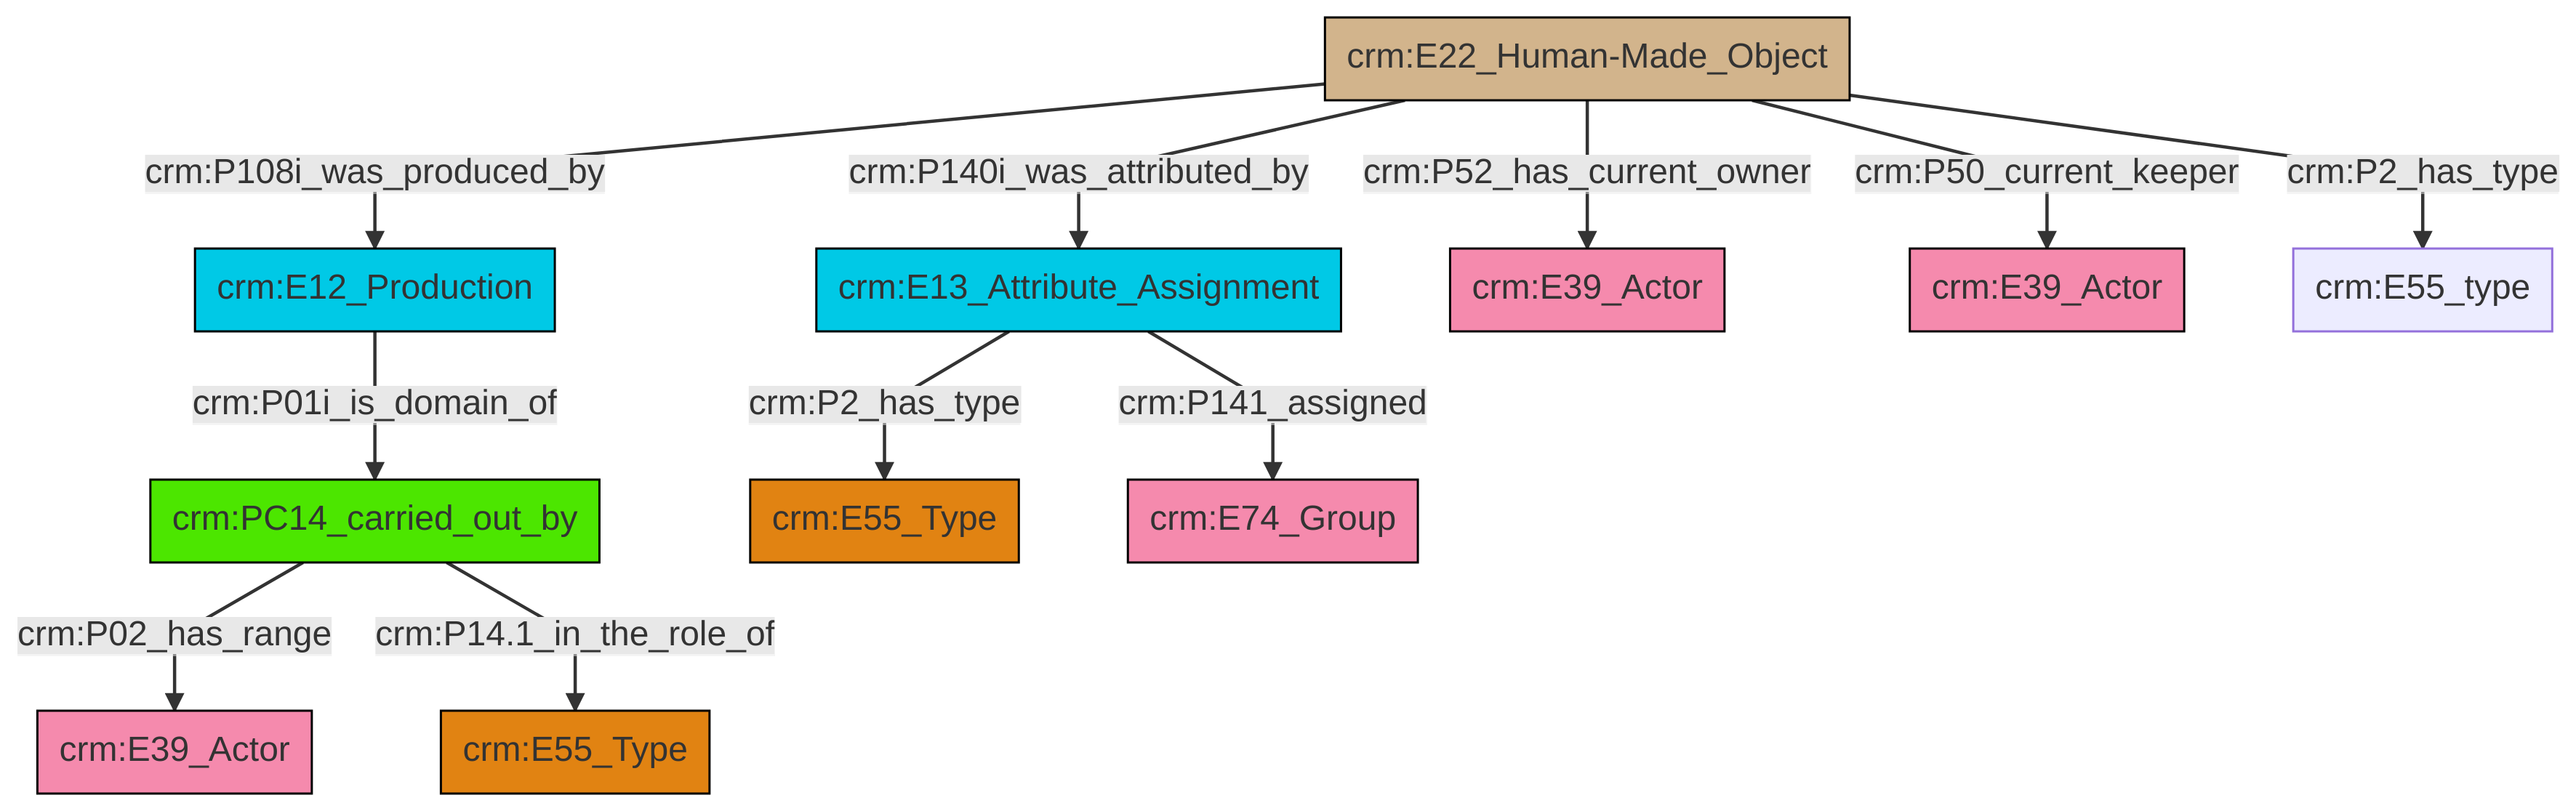 crm:E22_Human-Made_Object
crm:P108i_was_produced_by
crm:P140i_was_attributed_by
crm:P52_has_current_owner
crm:P50_current_keeper
crm:P2_has_type
crm:E12_Production
crm:E13_Attribute_Assignment
crm:E39_Actor
crm:E39_Actor
crm:E55_type
crm:P01i_is_domain_of
crm:P2_has_type
crm:P141_assigned
crm:PC14_carried_out_by
crm:E55_Type
crm:E74_Group
crm:P02_has_range
crm:P14.1_in_the_role_of
crm:E39_Actor
crm:E55_Type